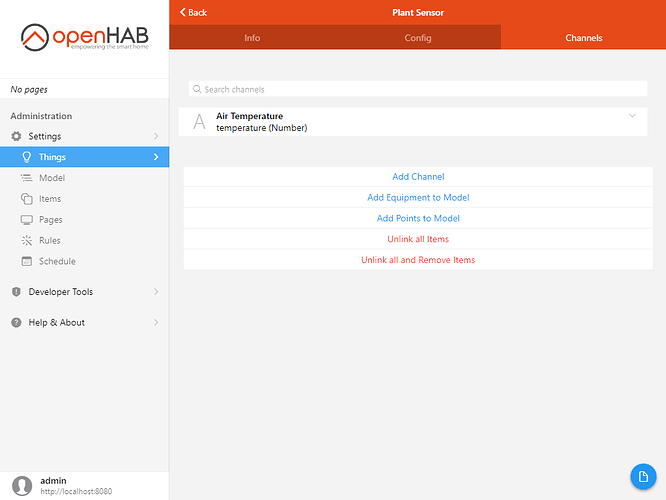 openHAB
empowering the smart home
No pages
Administration
Settings
Things
Model
Items
Pages
Rules
Schedule
Developer Tools
Help & About
admin
http://localhost:8080
Back
Plant Sensor
Info
Config
Channels
Search channels
A
Air Temperature
temperature (Number)
Add Channel
Add Equipment to Model
Add Points to Model
Unlink all Items
Unlink all and Remove Items